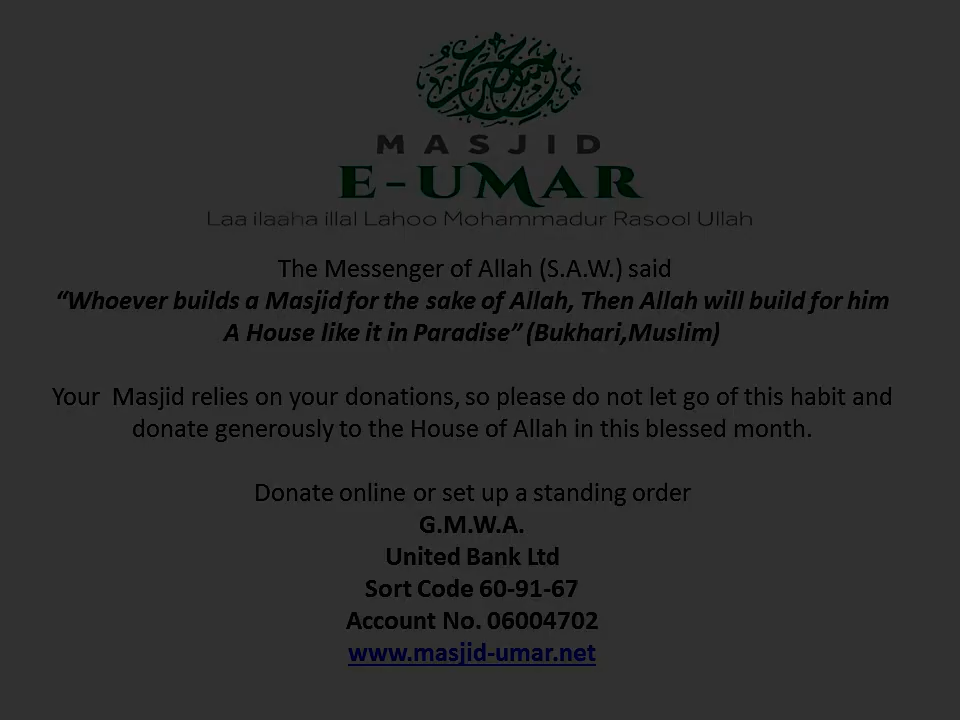 MASJID
E-UMAR
Laa ilaaha illal Lahoo Mohammadur Rasool Ullah
The Messenger of Allah (S.A.W.) said
“Whoever builds a Masjid for the sake of Allah, Then Allah will build for him
A House like it in Paradise” (Bukhari,Muslim)
Your Masjid relies on your donations, so please do not let go of this habit and
donate generously to the House of Allah in this blessed month.
Donate online or set up a standing order
G.M.W.A.
United Bank Ltd
Sort Code 60-91-67
Account No. 06004702
www.masjid-umar.net